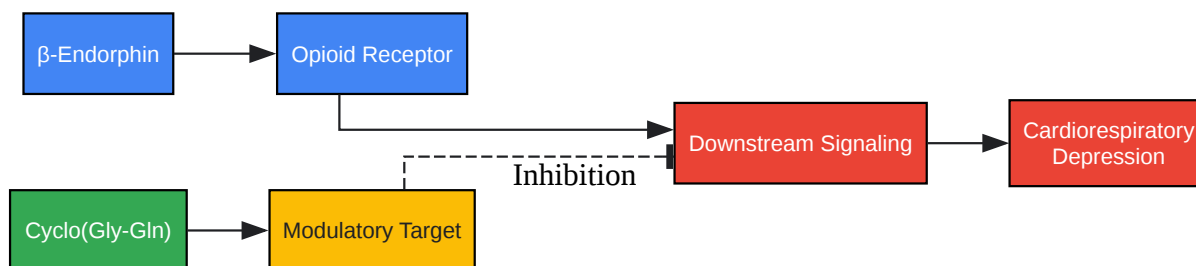 β-Endorphin
Opioid Receptor
Downstream Signaling
Cardiorespiratory
Depression
Inhibition
Cyclo(Gly-Gln)
Modulatory Target